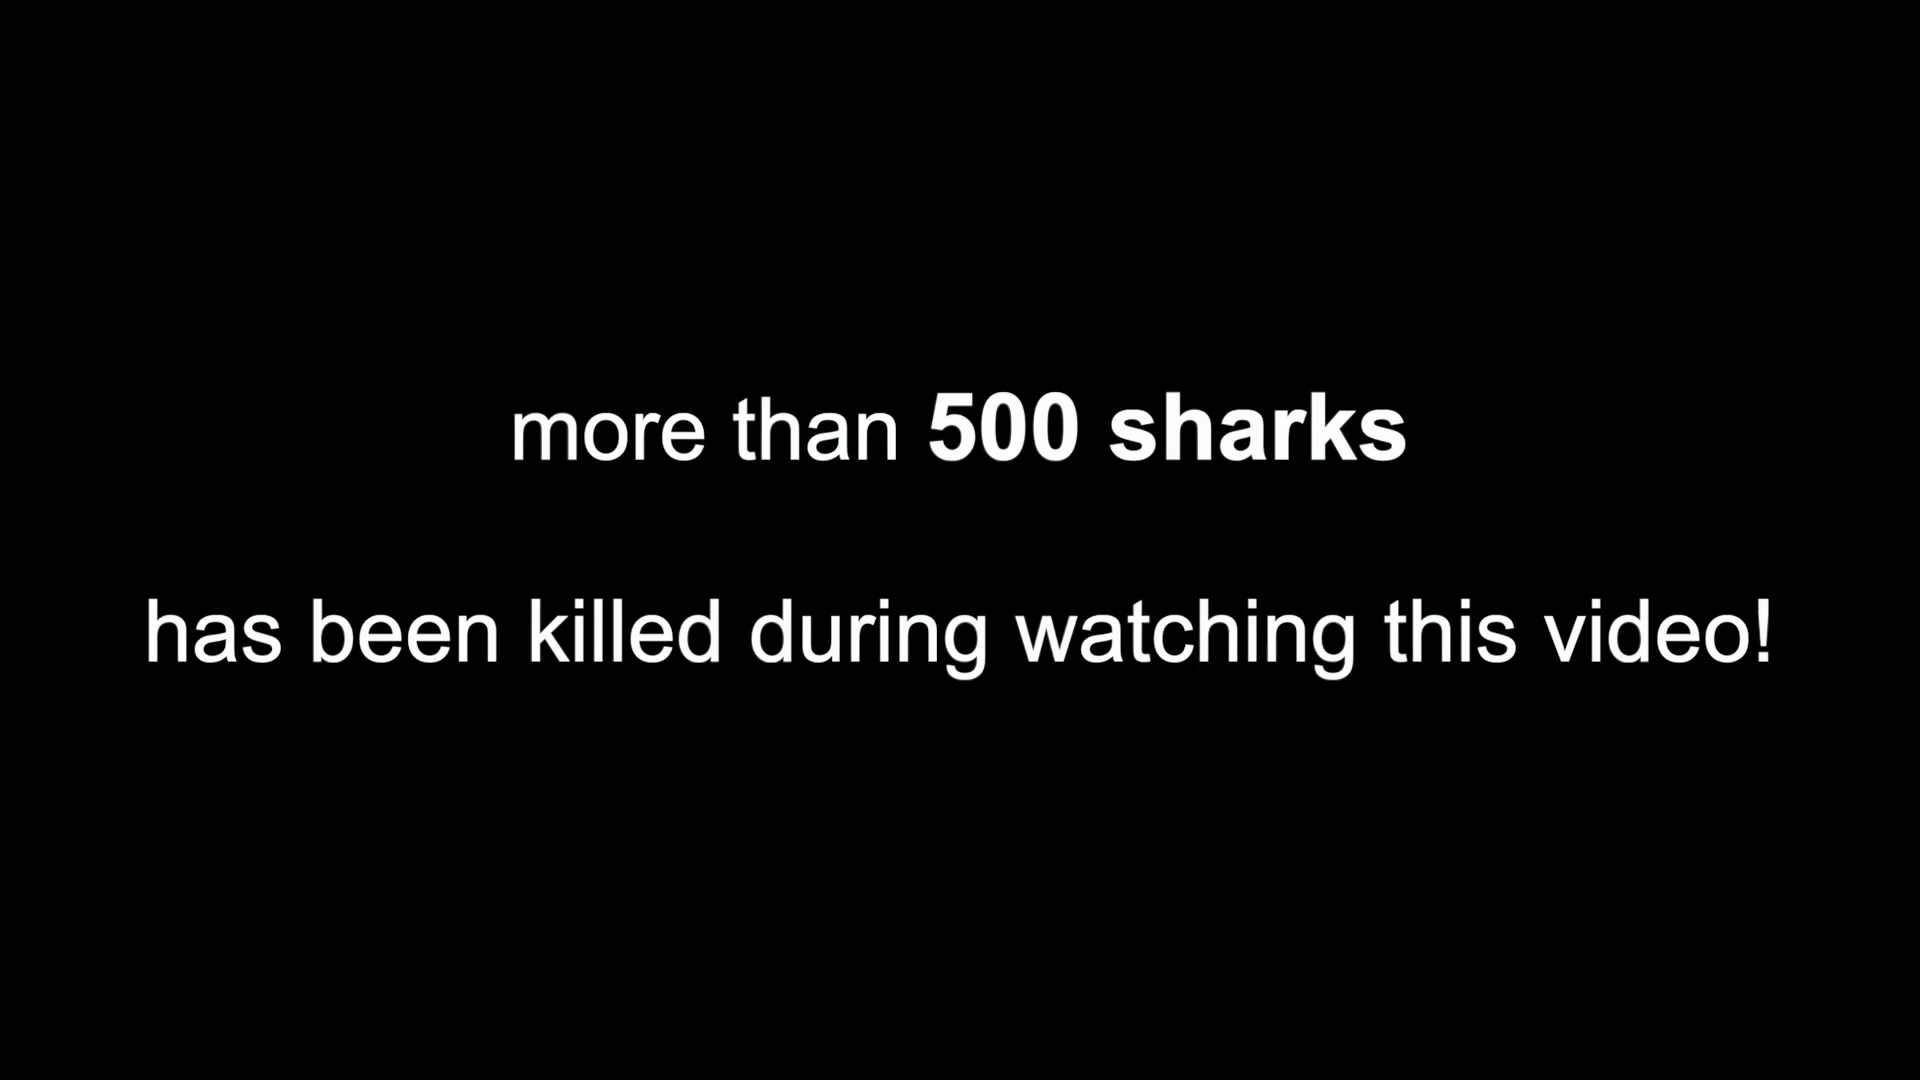 more than 500 sharks
has been killed during watching this video!